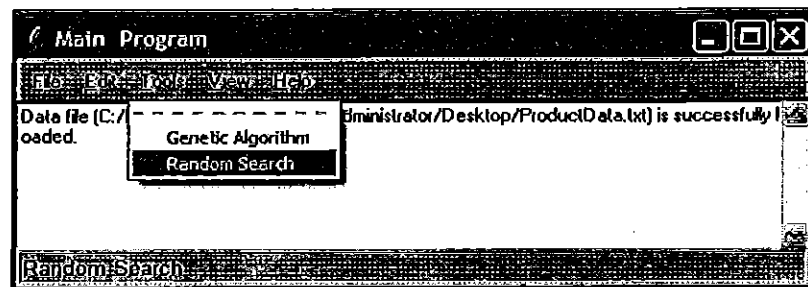 Main Program
File Edit Tools View Help
Data file (C:/ dministrator/Desktop/ProductData.txt) is successfully l
oaded.
Genetic Algorithm
Random Search
Random Search